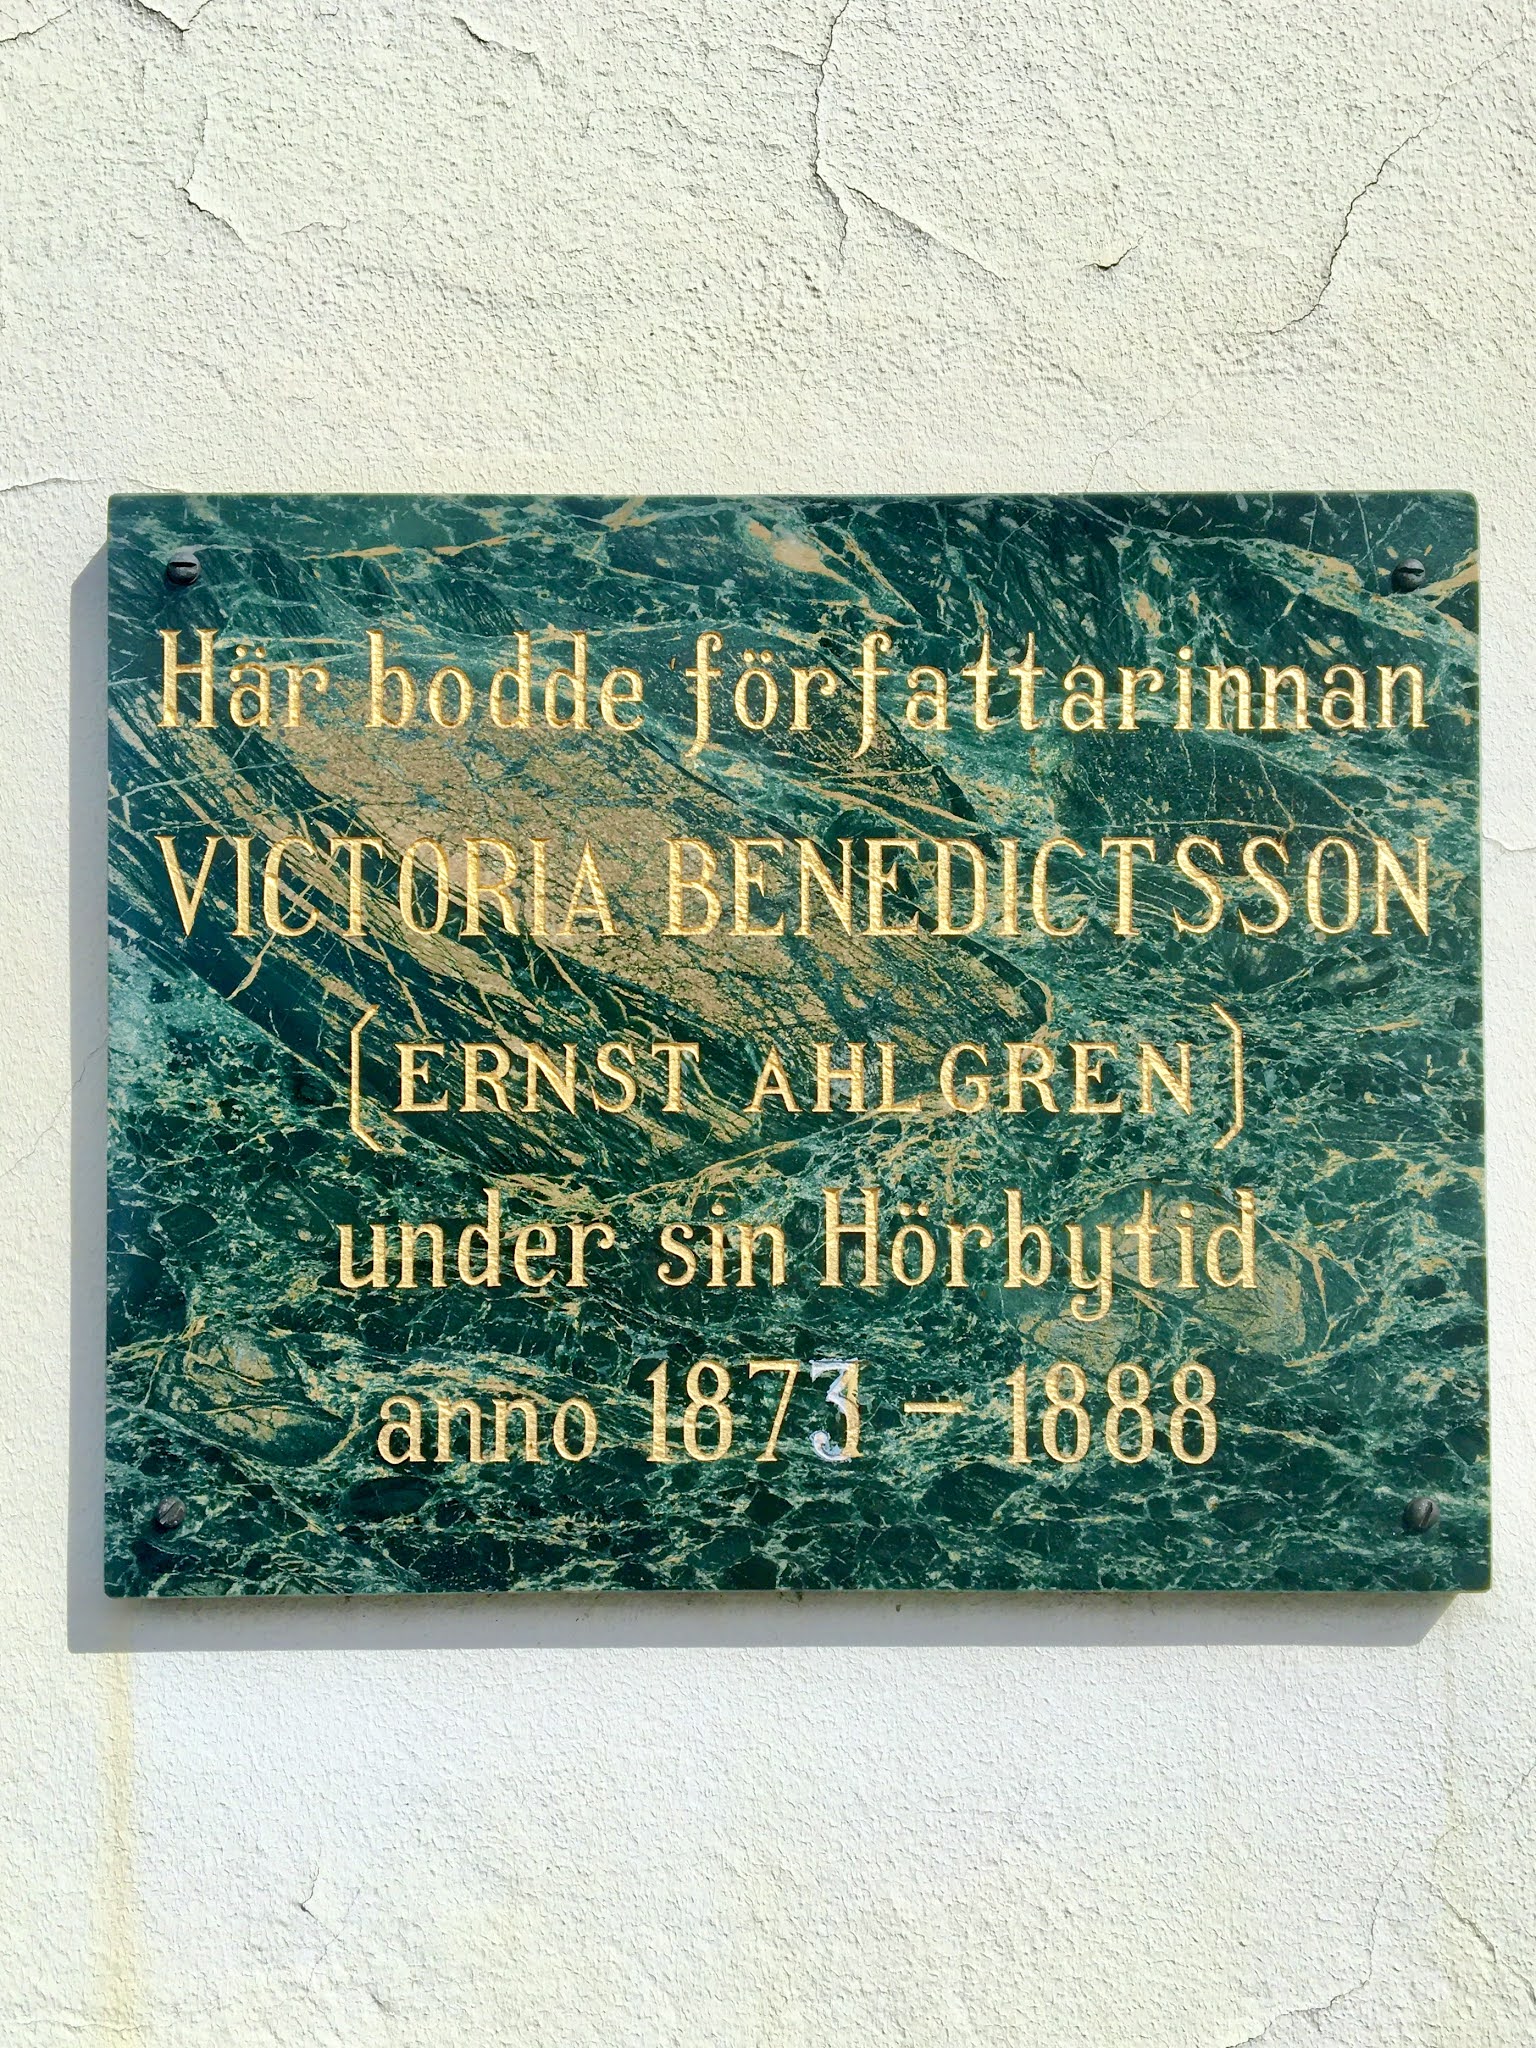 Här bodde författarinnan
VICTORIA BENEDICTSSON
(ERNST AHLGREN)
under sin Hörbytid
anno 1873 – 1888